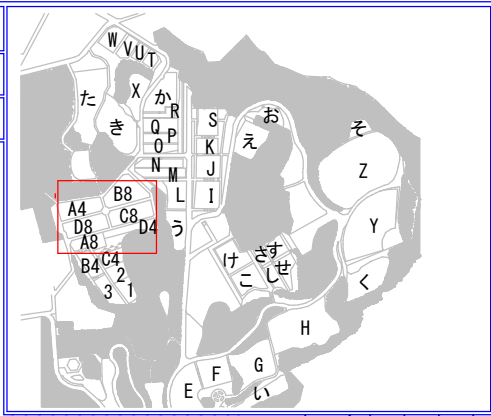 W V U T
た X か R S お
き Q P え そ
O K Z
N M J
B8 L I
A4 C8 う Y
D8 D4
A8 け さ す
B4 C4 こ し せ く
2
3 1
H
G
F
E い